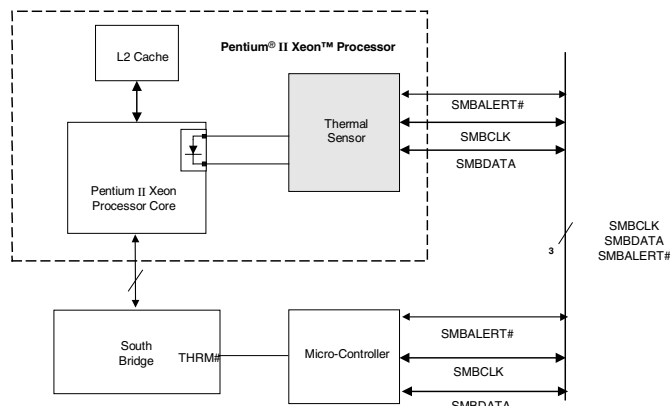 Pentium® II Xeon™ Processor
L2 Cache
Thermal
Sensor
SMBALERT#
SMBCLK
SMBDATA
Pentium II Xeon
Processor Core
3
SMBCLK
SMBDATA
SMBALERT#
South
Bridge
THRM#
Micro-Controller
SMBALERT#
SMBCLK
SMBDATA